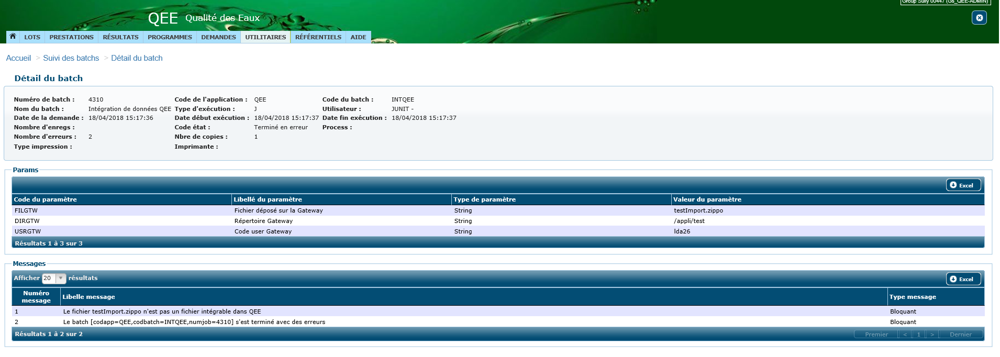 Group Sully 00447 (Gs_QEE-ADMIN)
QEE Qualité des Eaux
LOTS PRESTATIONS RÉSULTATS PROGRAMMES DEMANDES UTILITAIRES RÉFÉRENTIELS AIDE
Accueil > Suivi des batchs > Détail du batch
Détail du batch
Numéro de batch : 4310 Code de l'application : QEE Code du batch : INTQEE
Nom du batch : Intégration de données QEE Type d'exécution : J Utilisateur : JUNIT -
Date de la demande : 18/04/2018 15:17:36 Date début exécution : 18/04/2018 15:17:37 Date fin exécution : 18/04/2018 15:17:37
Nombre d'enregs : Code état : Terminé en erreur Process :
Nombre d'erreurs : 2 Nbre de copies : 1
Type impression : Imprimante :
Params
Excel
Code du paramètre Libellé du paramètre Type de paramètre Valeur du paramètre
FILGTW Fichier déposé sur la Gateway String testImport.zippo
DIRGTW Répertoire Gateway String /appli/test
USRGTW Code user Gateway String lda26
Résultats 1 à 3 sur 3
Messages
Afficher 20 résultats Excel
Numéro message Libelle message Type message
1 Le fichier testImport.zippo n'est pas un fichier intégrable dans QEE Bloquant
2 Le batch [codapp=QEE,codbatch=INTQEE,numjob=4310] s'est terminé avec des erreurs Bloquant
Résultats 1 à 2 sur 2 Premier < 1 > Dernier